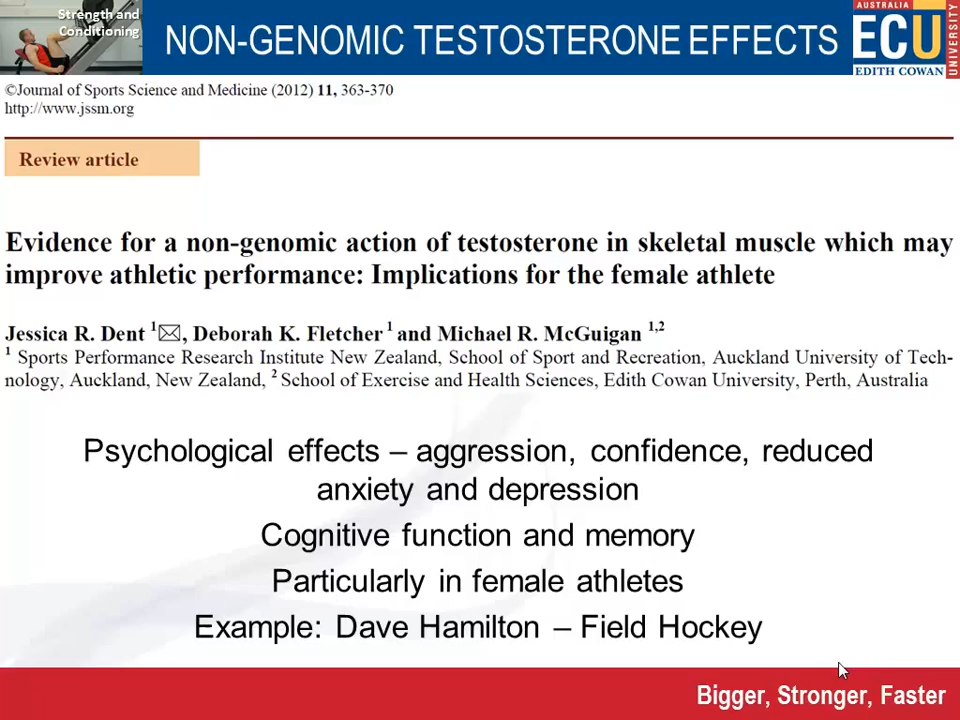 Strength and
Conditioning
NON-GENOMIC TESTOSTERONE EFFECTS
AUSTRALIA
ECU
EDITH COWAN
UNIVERSITY
©Journal of Sports Science and Medicine (2012) 11, 363-370
http://www.jssm.org
Review article
Evidence for a non-genomic action of testosterone in skeletal muscle which may
improve athletic performance: Implications for the female athlete
Jessica R. Dent 1✉, Deborah K. Fletcher 1 and Michael R. McGuigan 1,2
1 Sports Performance Research Institute New Zealand, School of Sport and Recreation, Auckland University of Tech-
nology, Auckland, New Zealand, 2 School of Exercise and Health Sciences, Edith Cowan University, Perth, Australia
Psychological effects – aggression, confidence, reduced
anxiety and depression
Cognitive function and memory
Particularly in female athletes
Example: Dave Hamilton – Field Hockey
Bigger, Stronger, Faster